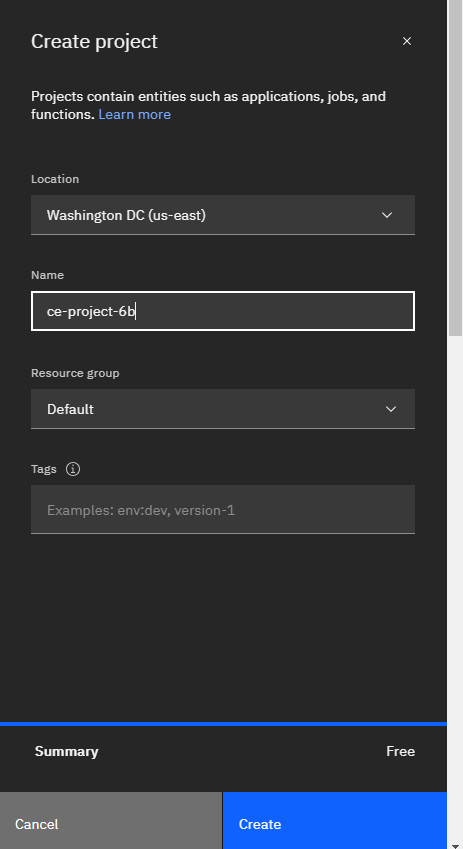 Create project
Projects contain entities such as applications, jobs, and
functions. Learn more
Location
Washington DC (us-east)
Name
ce-project-6b
Resource group
Default
Tags
Examples: env:dev, version-1
Summary
Free
Cancel
Create